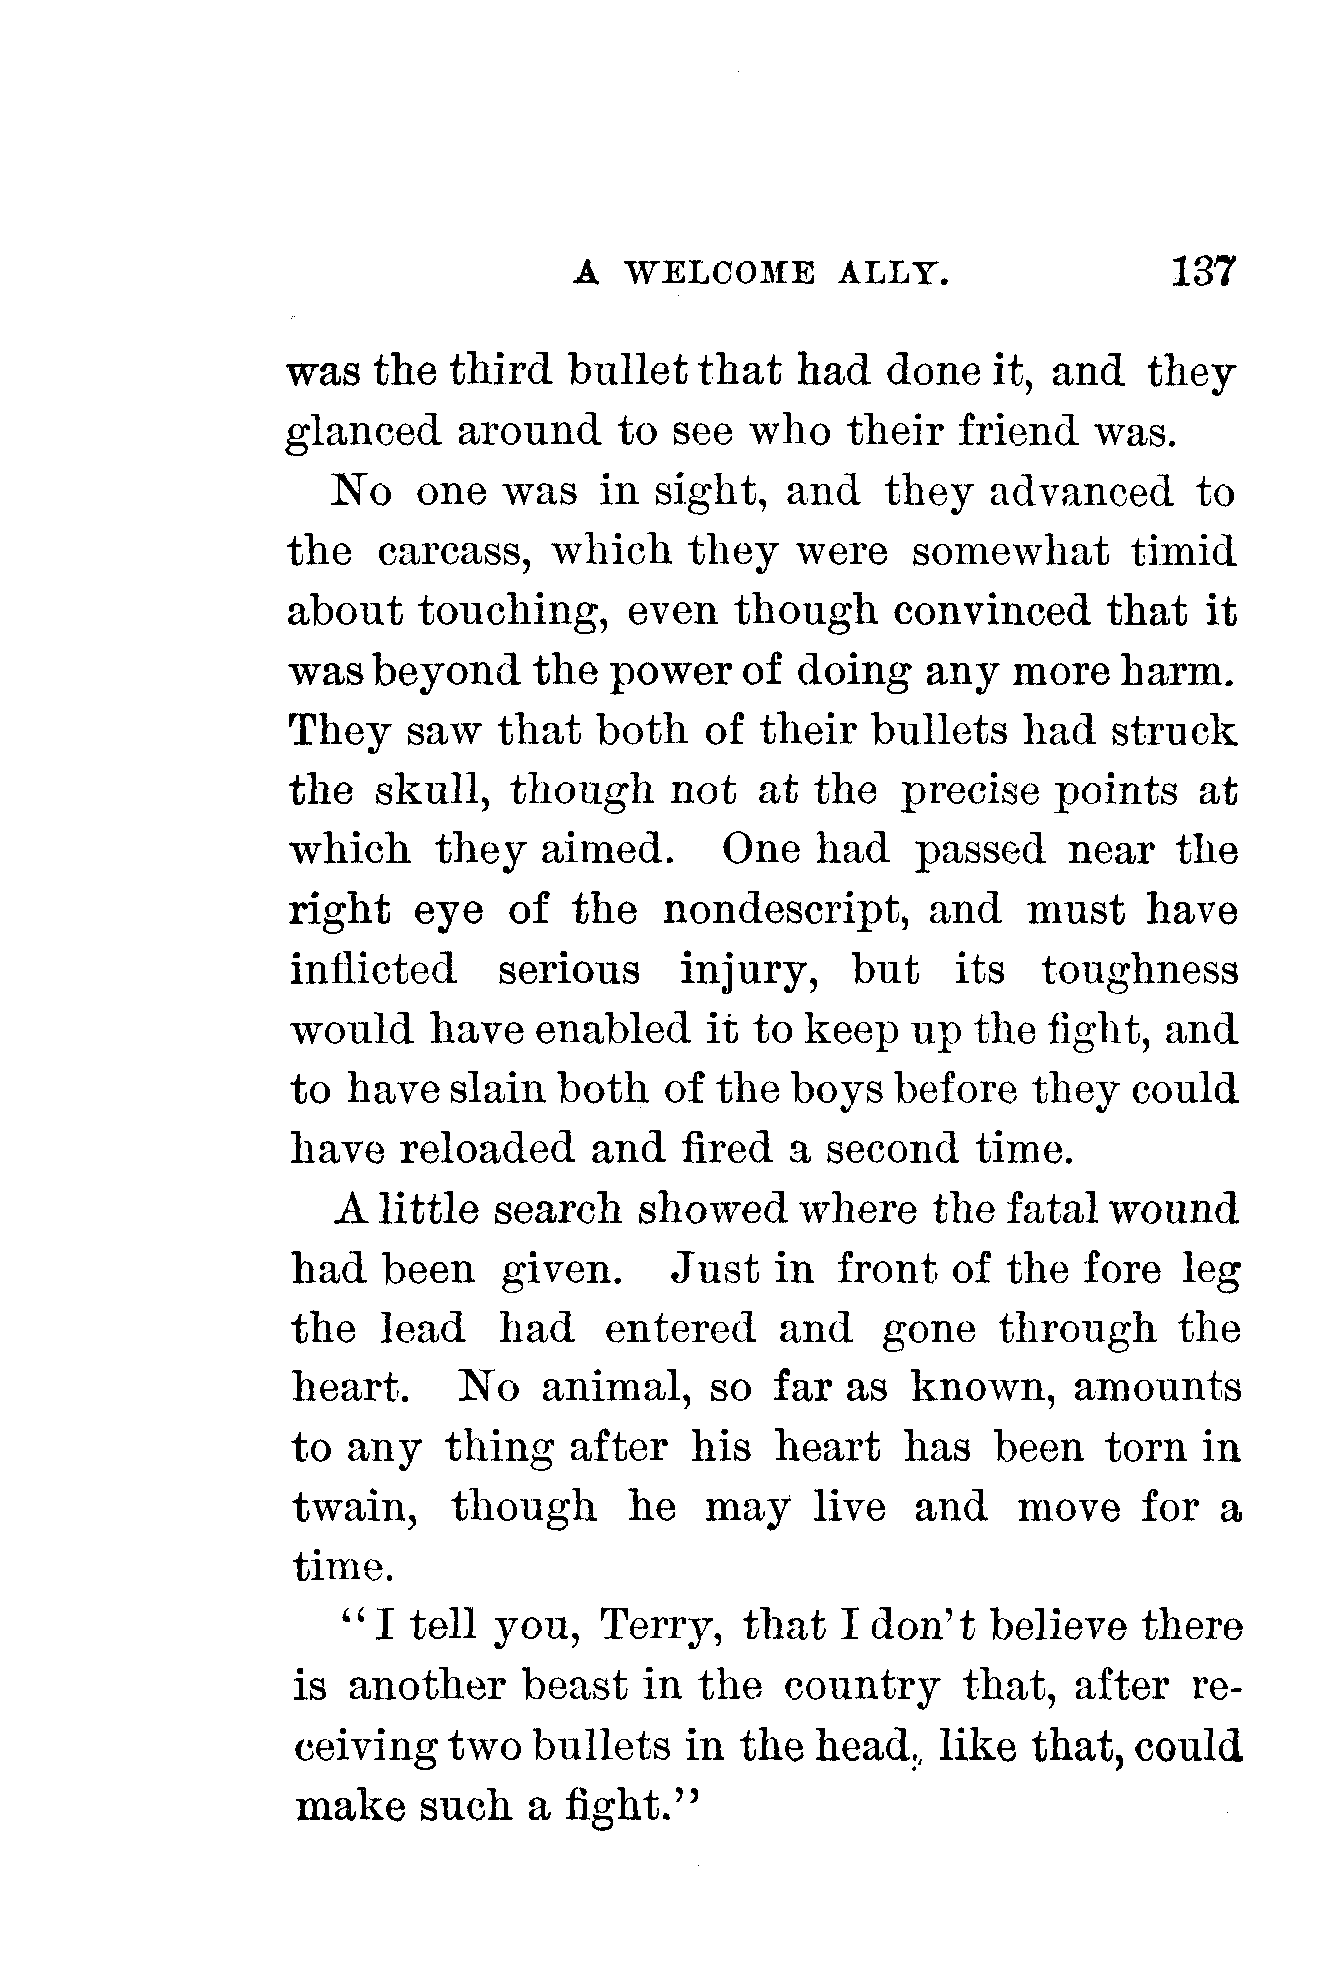 A WELCOME ALLY. 137
was the third bullet that had done it, and they
glanced around to see who their friend was.
No one was in sight, and they advanced to
the carcass, which they were somewhat timid
about touching, even though convinced that it
was beyond the power of doing any more harm.
They saw that both of their bullets had struck
the skull, though not at the precise points at
which they aimed. One had passed near the
right eye of the nondescript, and must have
inflicted serious injury, but its toughness
would have enabled it to keep up the fight, and
to have slain both of the boys before they could
have reloaded and fired a second time.
A little search showed where the fatal wound
had been given. Just in front of the fore leg
the lead had entered and gone through the
heart. No animal, so far as known, amounts
to any thing after his heart has been torn in
twain, though he may live and move for a
time.
“I tell you, Terry, that I don’t believe there
is another beast in the country that, after re-
ceiving two bullets in the head, like that, could
make such a fight.”